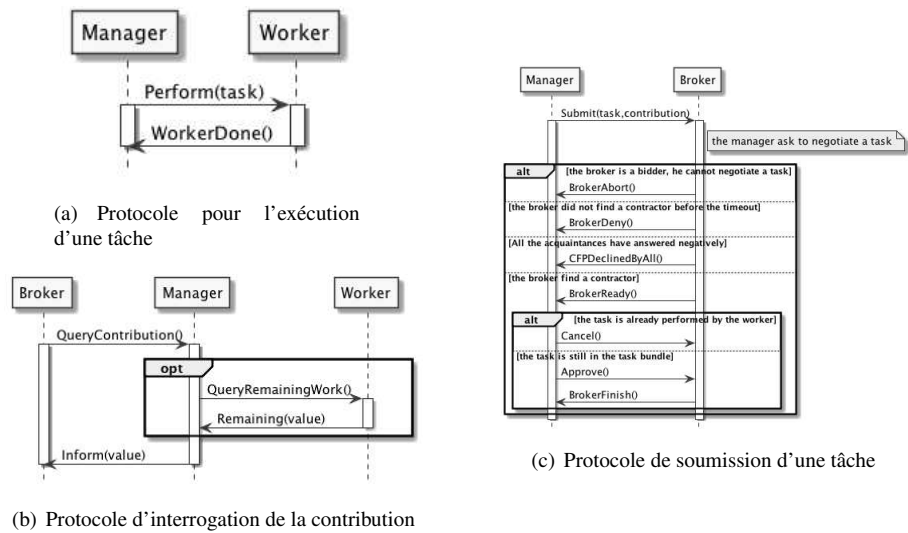 Manager
Worker
Perform(task)
WorkerDone()
(a) Protocole pour l'exécution
d'une tâche
Broker
Manager
Worker
QueryContribution()
opt
QueryRemainingWork()
Remaining(value)
Inform(value)
(b) Protocole d'interrogation de la contribution
Manager
Broker
Submit(task,contribution)
the manager ask to negotiate a task
alt
[the broker is a bidder, he cannot negotiate a task]
BrokerAbort()
[the broker did not find a contractor before the timeout]
BrokerDeny()
[All the acquaintances have answered negatively]
CFPDeclinedByAll()
[the broker find a contractor]
BrokerReady()
alt
[the task is already performed by the worker]
Cancel()
[the task is still in the task bundle]
Approve()
BrokerFinish()
(c) Protocole de soumission d'une tâche